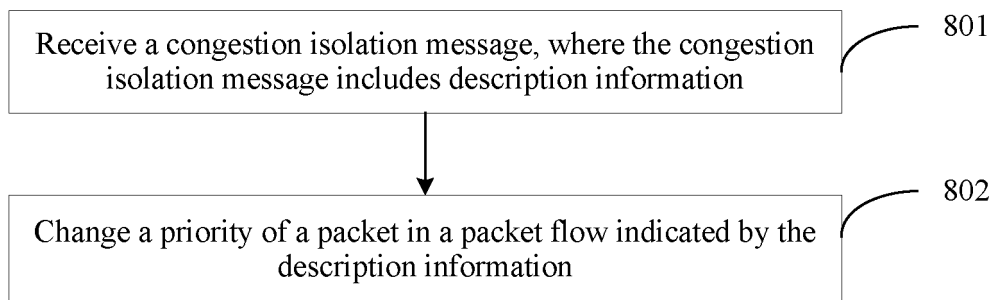 Receive a congestion isolation message, where the congestion
isolation message includes description information
801
Change a priority of a packet in a packet flow indicated by the
description information
802